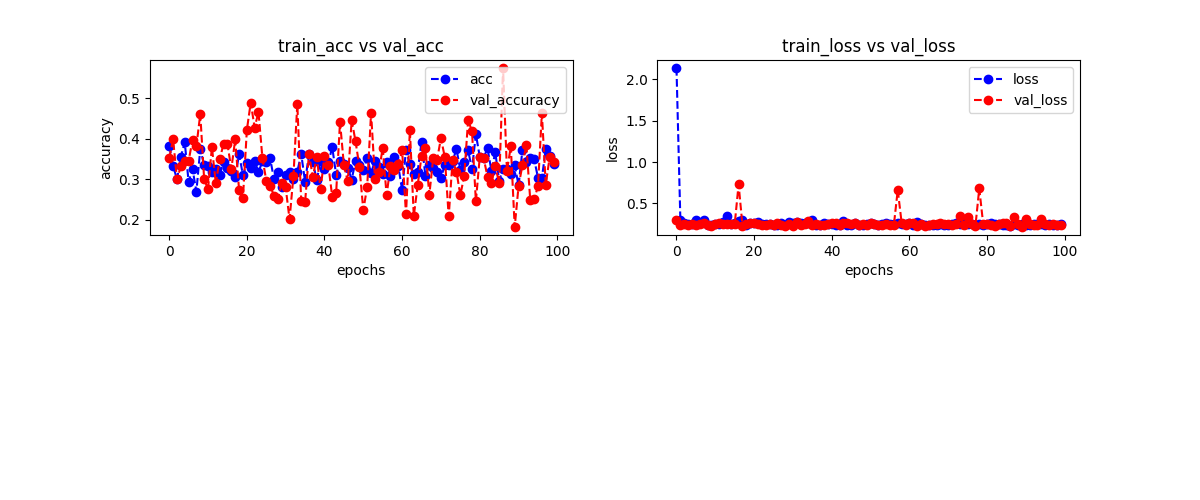 train_acc vs val_acc
acc
val_accuracy
accuracy
0.5
0.4
0.3
0.2
0
20
40
60
80
100
epochs
train_loss vs val_loss
loss
val_loss
loss
2.0
1.5
1.0
0.5
0
20
40
60
80
100
epochs